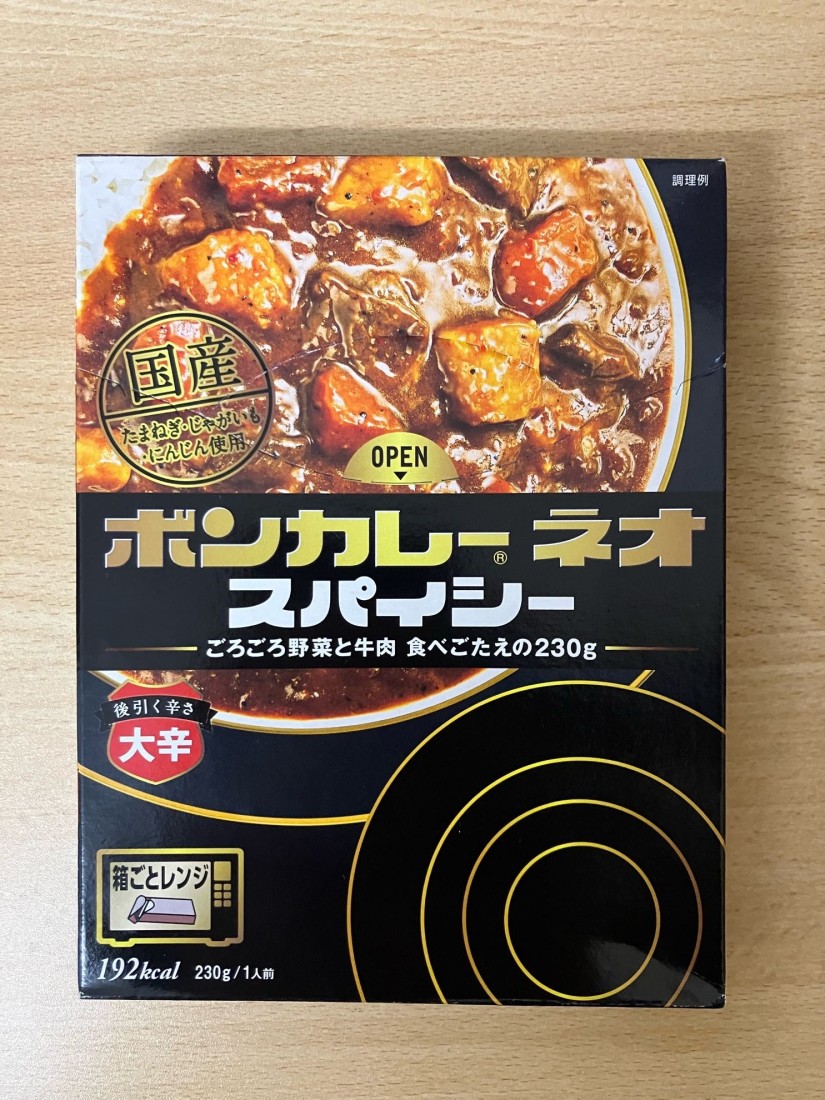 調理例
国産
たまねぎ・じゃがいも
・にんじん使用
OPEN
ボンカレー® ネオ
スパイシー
ごろごろ野菜と牛肉 食べごたえの230g
後引く辛さ
大辛
箱ごとレンジ
192kcal 230g/1人前